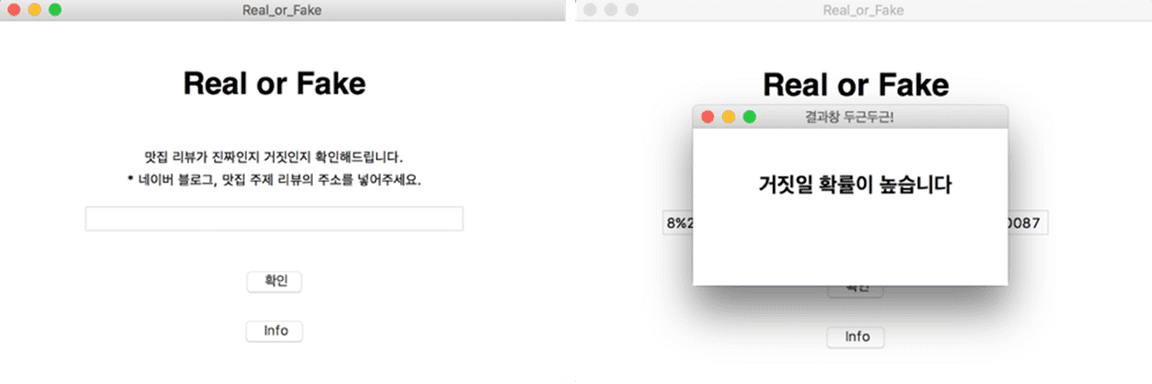 Real_or_Fake
Real or Fake
맛집 리뷰가 진짜인지 거짓인지 확인해드립니다.
* 네이버 블로그, 맛집 주제 리뷰의 주소를 넣어주세요.
확인
Info
Real_or_Fake
Real or Fake
결과창 두근두근!
거짓일 확률이 높습니다
8%2
0087
확인
Info